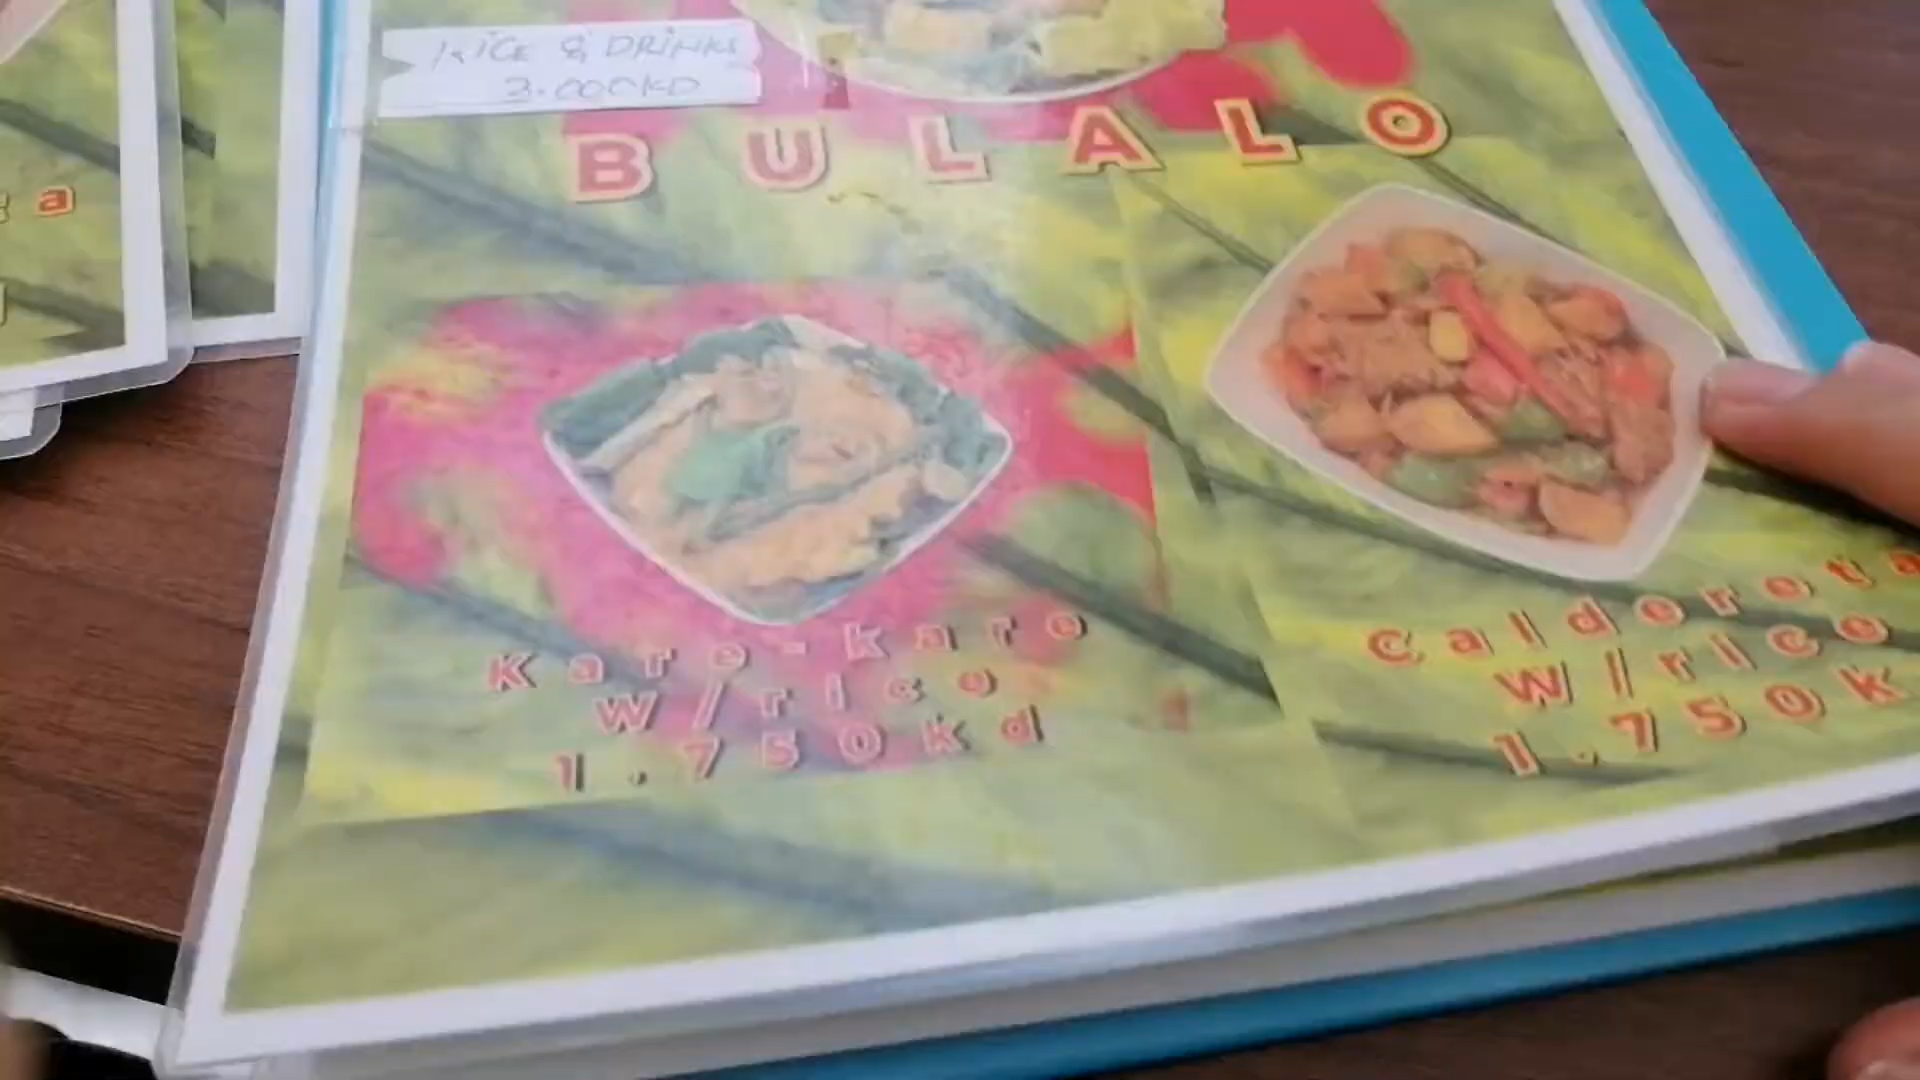 RICE & DRINKS
3.000KD
BULALO
a
Kare-kare
w/rice
1.750kd
Caldereta
W/rice
1.750k